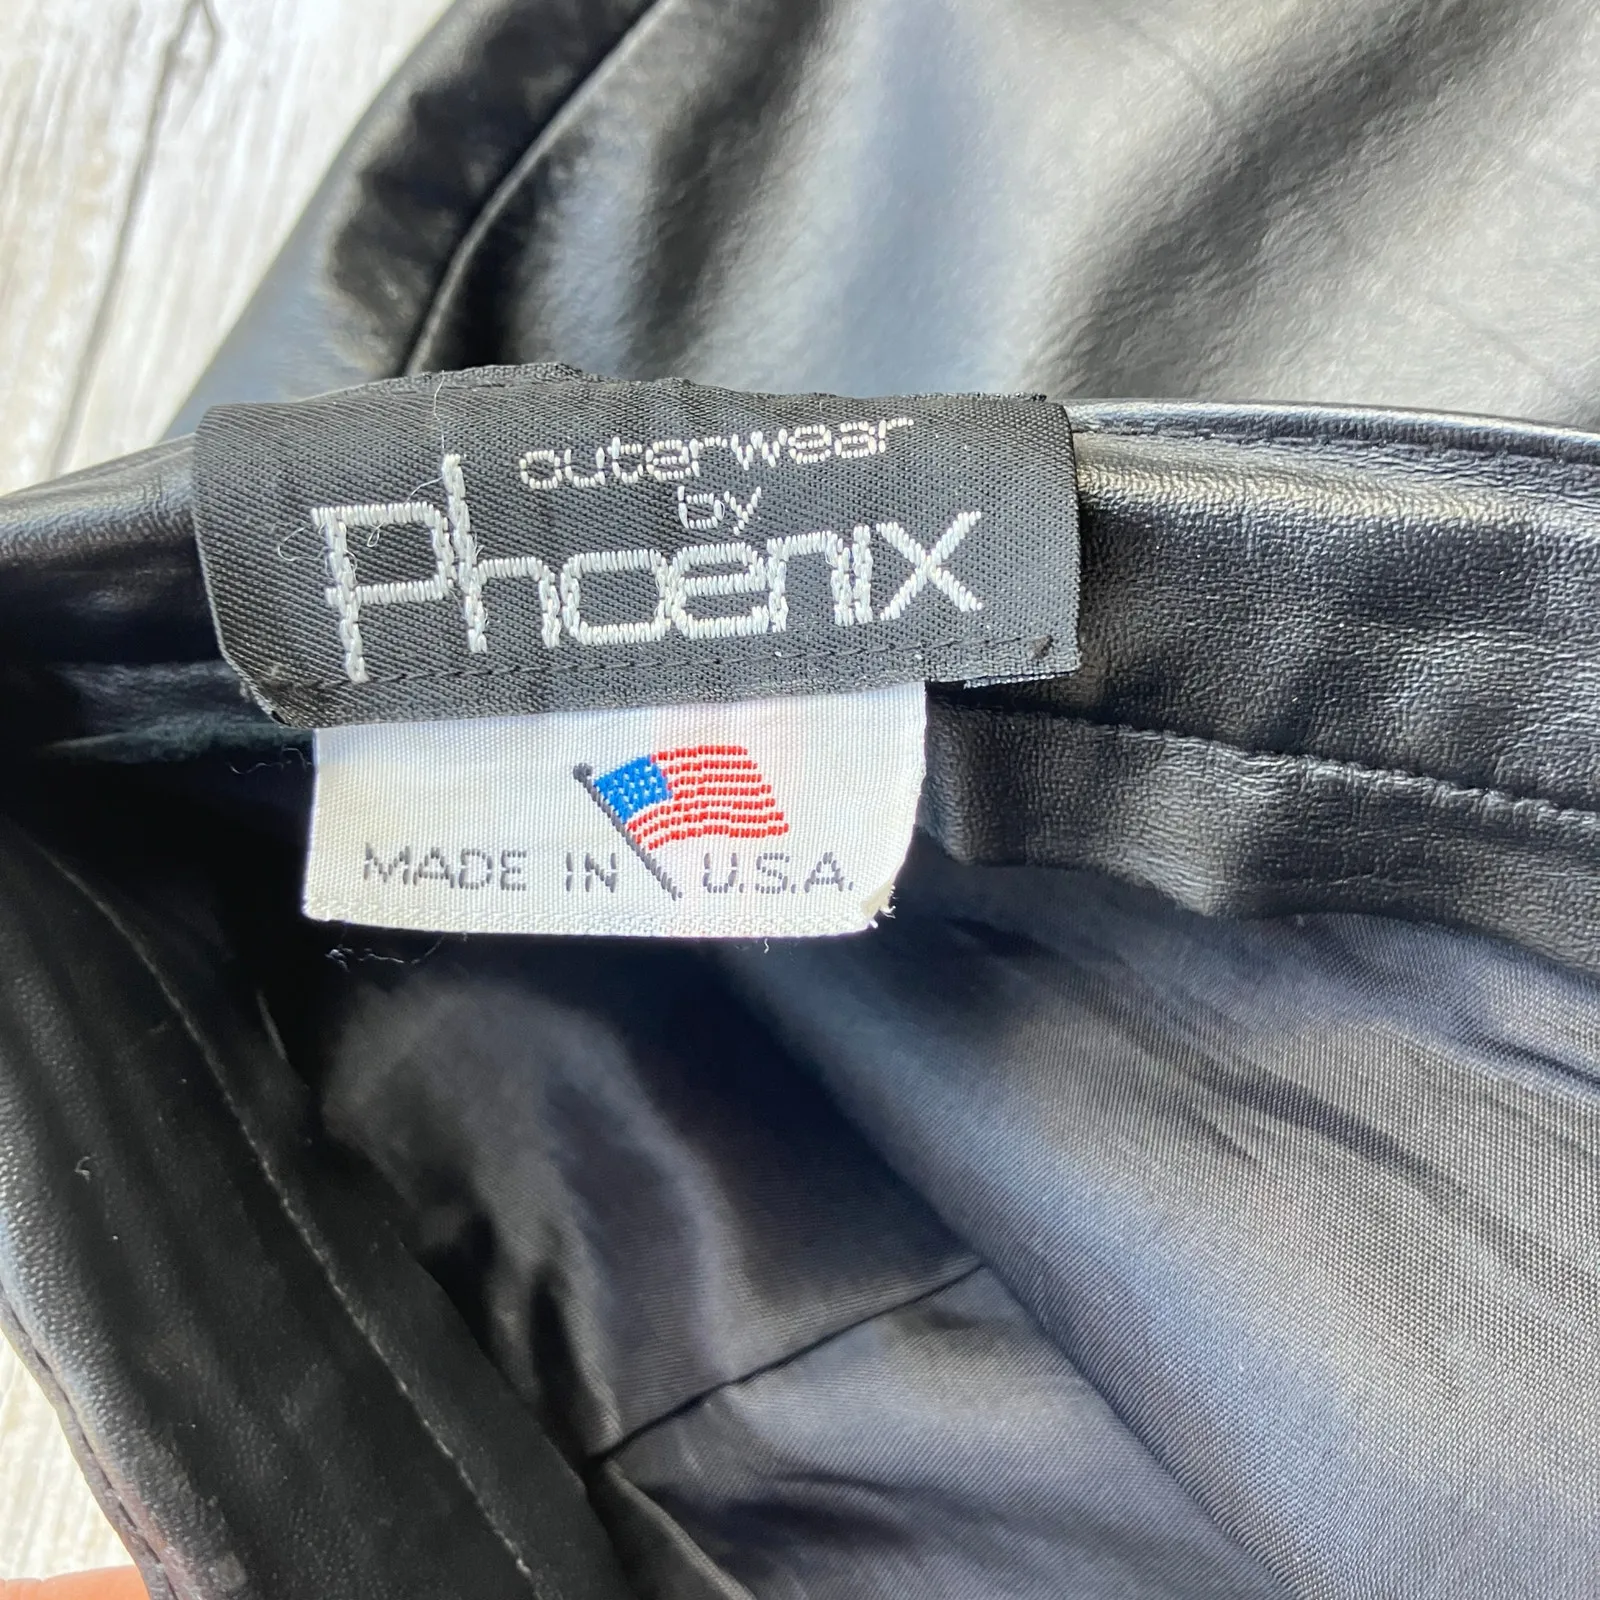 outerwear
by
Phoenix
MADE IN U.S.A.